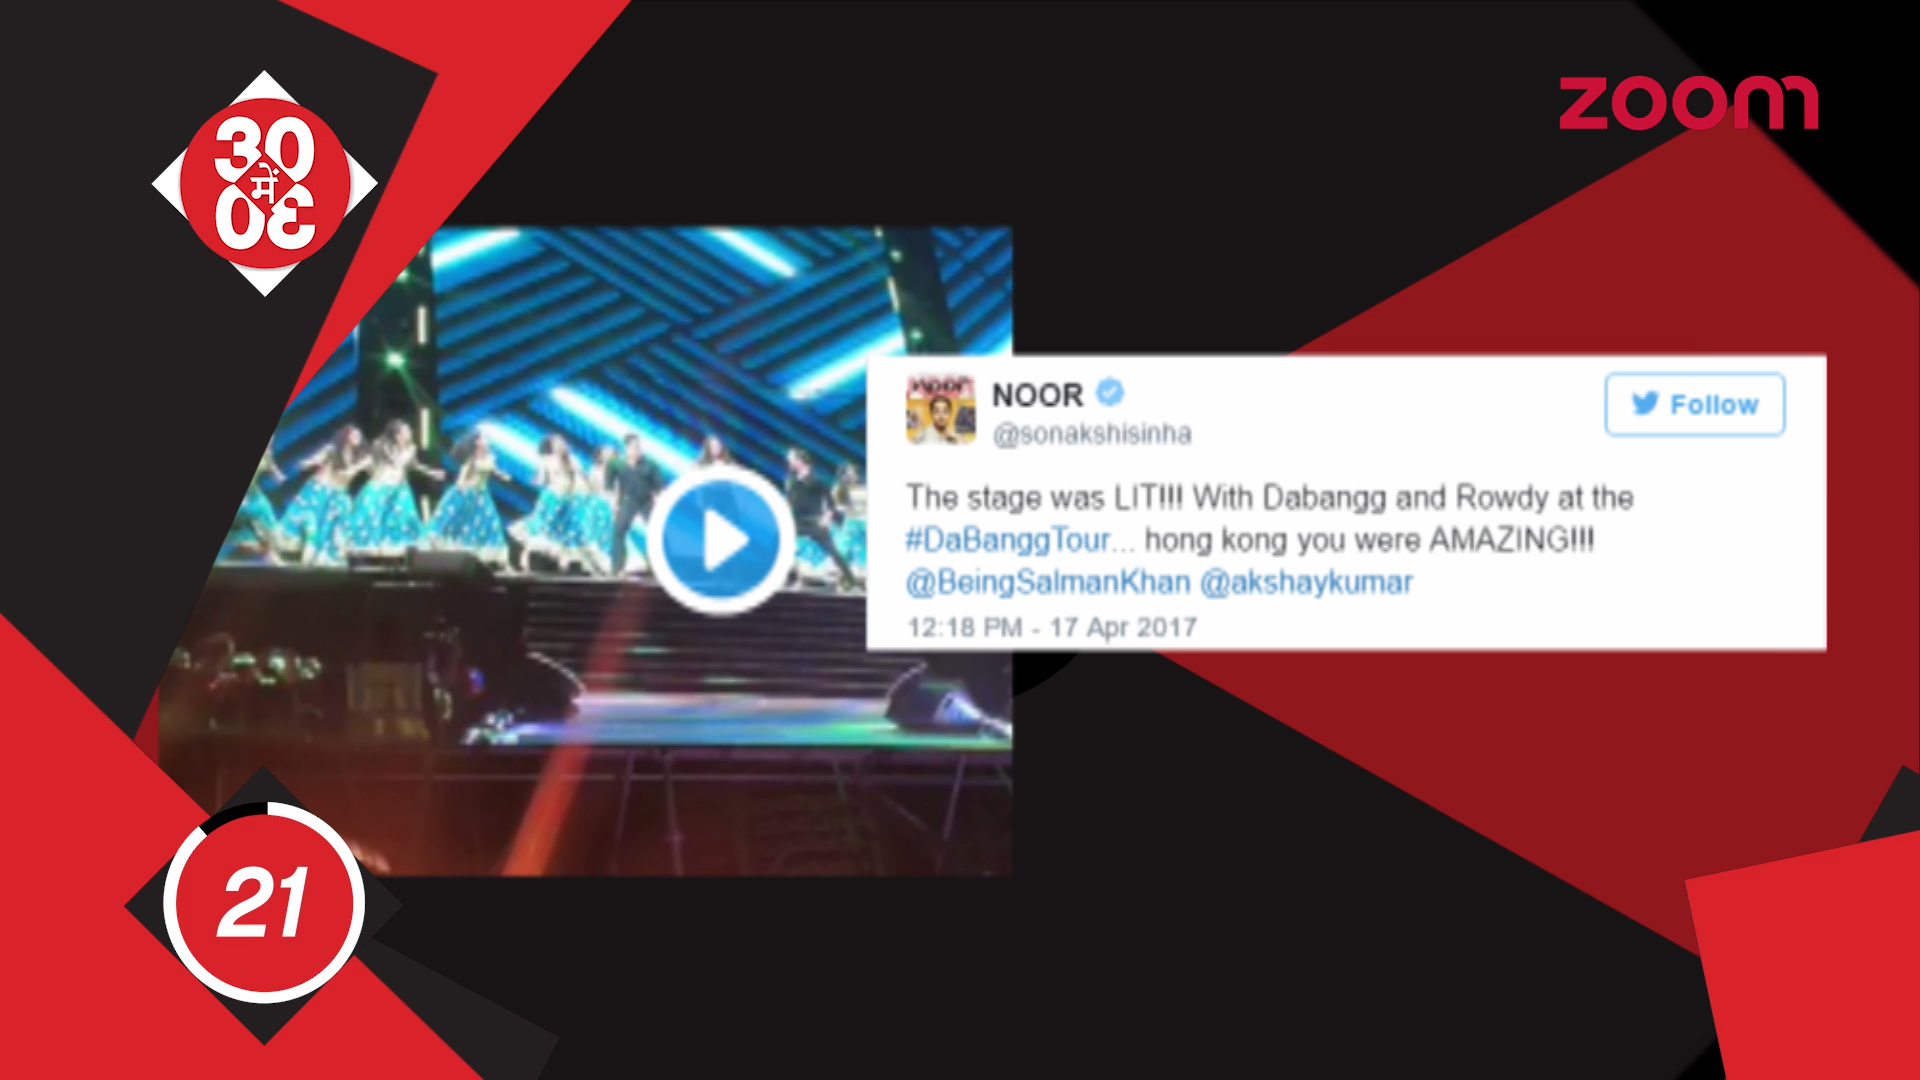 30
में
30
zoom
NOOR
@sonakshisinha
Follow
The stage was LIT!!! With Dabangg and Rowdy at the
#DaBanggTour... hong kong you were AMAZING!!!
@BeingSalmanKhan @akshaykumar
12:18 PM - 17 Apr 2017
21